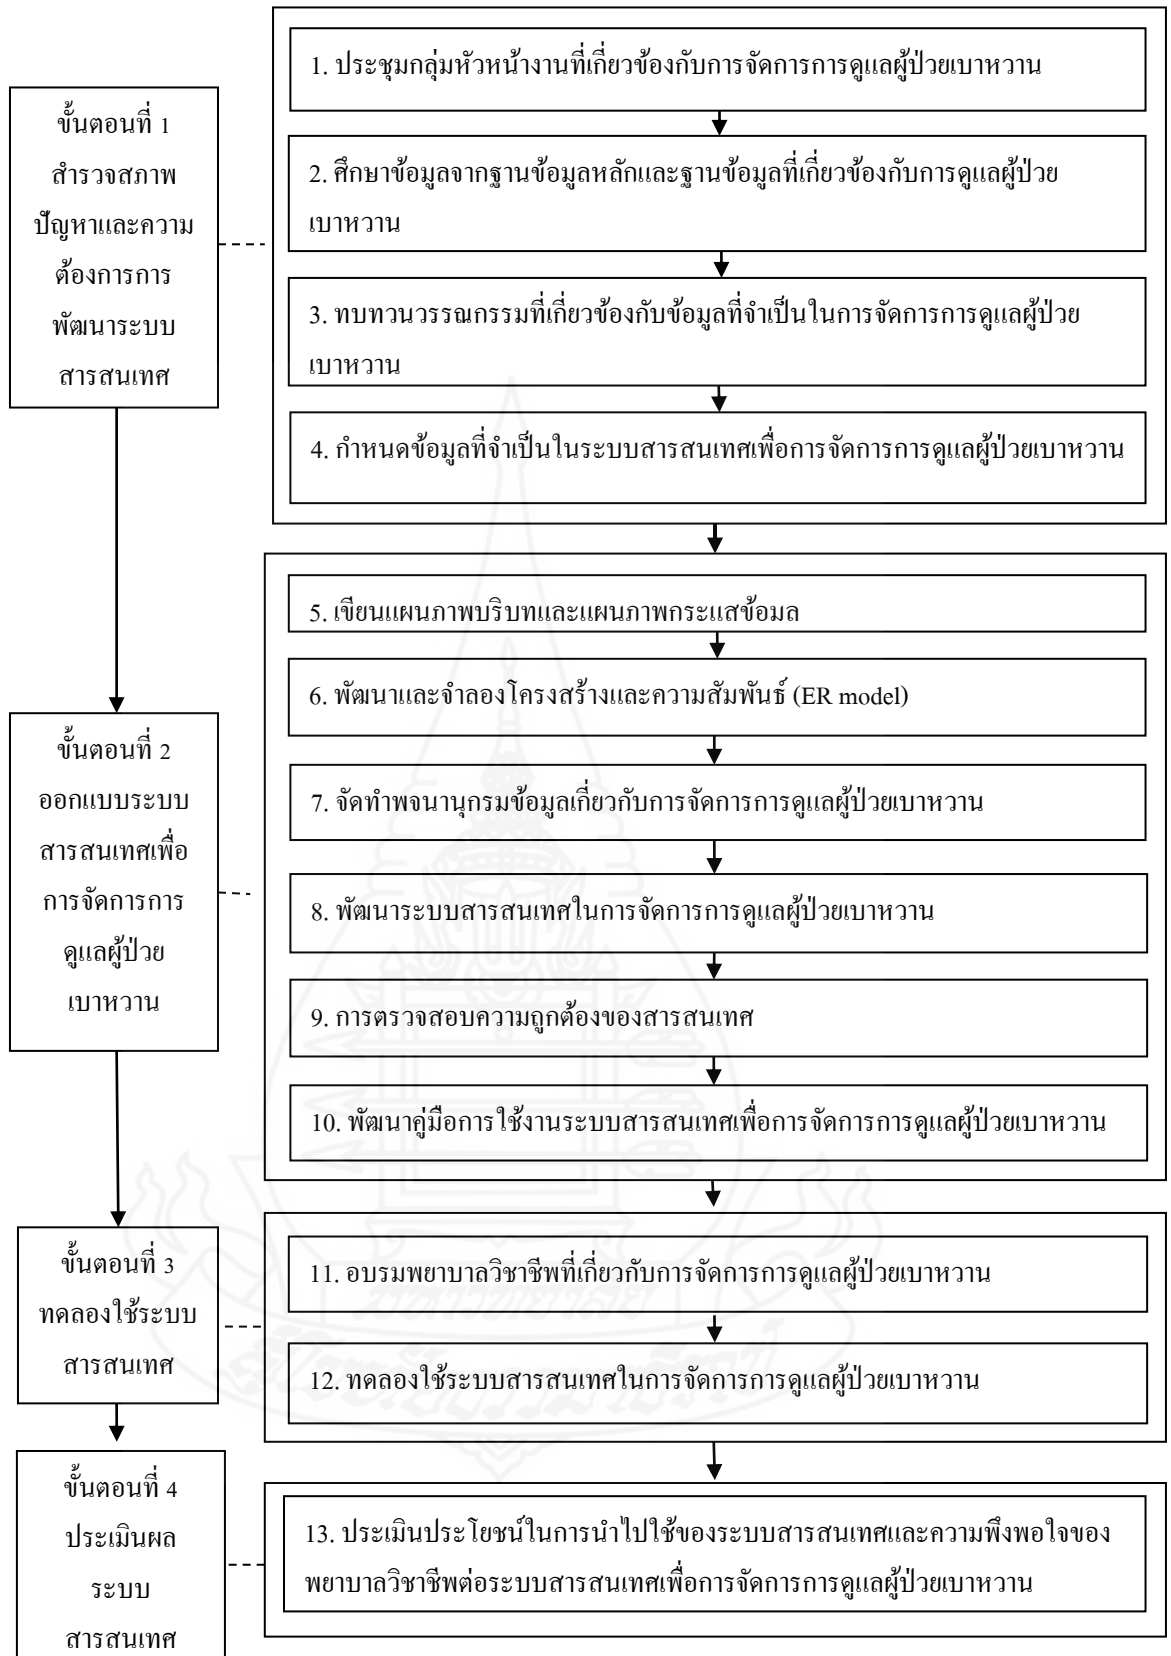 ขั้นตอนที่ 1
สำรวจสภาพ
ปัญหาและความ
ต้องการการ
พัฒนาระบบ
สารสนเทศ
1. ประชุมกลุ่มหัวหน้างานที่เกี่ยวข้องกับการจัดการการดูแลผู้ป่วยเบาหวาน
2. ศึกษาข้อมูลจากฐานข้อมูลหลักและฐานข้อมูลที่เกี่ยวข้องกับการดูแลผู้ป่วย
เบาหวาน
3. ทบทวนวรรณกรรมที่เกี่ยวข้องกับข้อมูลที่จำเป็นในการจัดการการดูแลผู้ป่วย
เบาหวาน
4. กำหนดข้อมูลที่จำเป็นในระบบสารสนเทศเพื่อการจัดการการดูแลผู้ป่วยเบาหวาน
ขั้นตอนที่ 2
ออกแบบระบบ
สารสนเทศเพื่อ
การจัดการการ
ดูแลผู้ป่วย
เบาหวาน
5. เขียนแผนภาพบริบทและแผนภาพกระแสข้อมูล
6. พัฒนาและจำลองโครงสร้างและความสัมพันธ์ (ER model)
7. จัดทำพจนานุกรมข้อมูลเกี่ยวกับการจัดการการดูแลผู้ป่วยเบาหวาน
8. พัฒนาระบบสารสนเทศในการจัดการการดูแลผู้ป่วยเบาหวาน
9. การตรวจสอบความถูกต้องของสารสนเทศ
10. พัฒนาคู่มือการใช้งานระบบสารสนเทศเพื่อการจัดการการดูแลผู้ป่วยเบาหวาน
ขั้นตอนที่ 3
ทดลองใช้ระบบ
สารสนเทศ
11. อบรมพยาบาลวิชาชีพที่เกี่ยวกับการจัดการการดูแลผู้ป่วยเบาหวาน
12. ทดลองใช้ระบบสารสนเทศในการจัดการการดูแลผู้ป่วยเบาหวาน
ขั้นตอนที่ 4
ประเมินผล
ระบบ
สารสนเทศ
13. ประเมินประโยชน์ในการนำไปใช้ของระบบสารสนเทศและความพึงพอใจของ
พยาบาลวิชาชีพต่อระบบสารสนเทศเพื่อการจัดการการดูแลผู้ป่วยเบาหวาน
มหาวิทยาลัย
สุโขทัยธรรมาธิราช